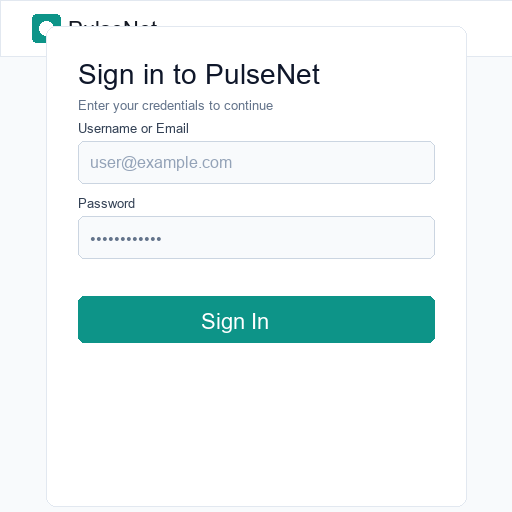 PulseNet
Sign in to PulseNet
Enter your credentials to continue
Username or Email
user@example.com
Password
••••••••••••
Sign In